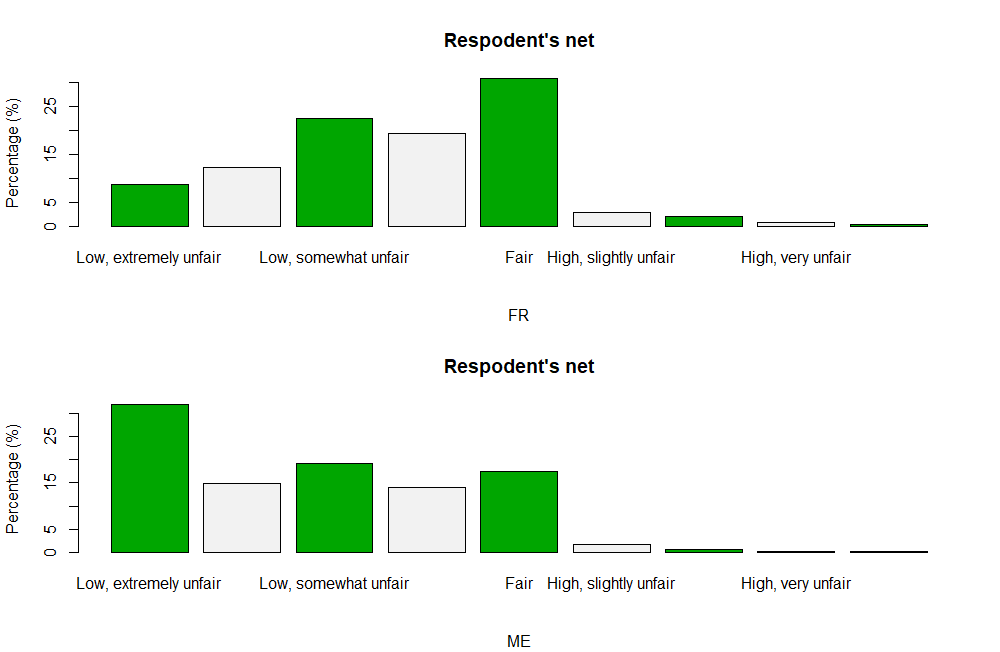 Respodent's net
Percentage (%)
25
15
5
0
Low, extremely unfair Low, somewhat unfair Fair High, slightly unfair High, very unfair
FR
Respodent's net
Percentage (%)
25
15
5
0
Low, extremely unfair Low, somewhat unfair Fair High, slightly unfair High, very unfair
ME